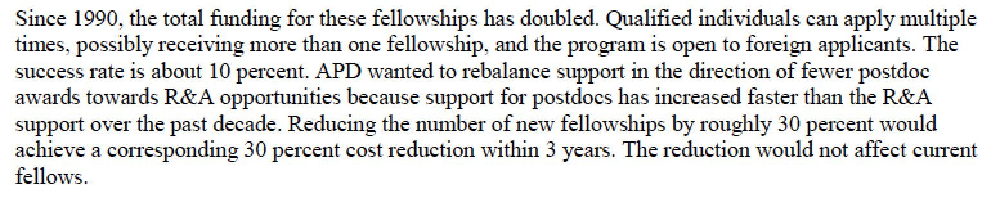 Since 1990, the total funding for these fellowships has doubled. Qualified individuals can apply multiple
times, possibly receiving more than one fellowship, and the program is open to foreign applicants. The
success rate is about 10 percent. APD wanted to rebalance support in the direction of fewer postdoc
awards towards R&A opportunities because support for postdocs has increased faster than the R&A
support over the past decade. Reducing the number of new fellowships by roughly 30 percent would
achieve a corresponding 30 percent cost reduction within 3 years. The reduction would not affect current
fellows.